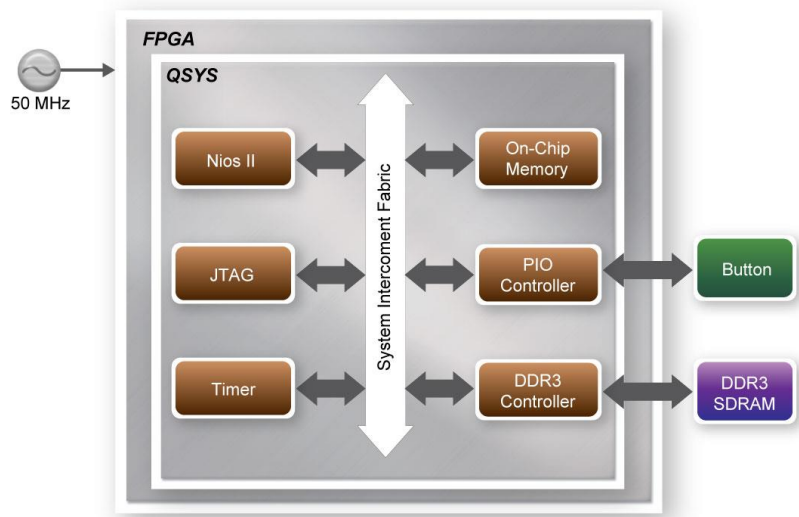 FPGA
QSYS
50 MHz
Nios II
On-Chip
Memory
System Intercoment Fabric
JTAG
PIO
Controller
Button
Timer
DDR3
Controller
DDR3
SDRAM